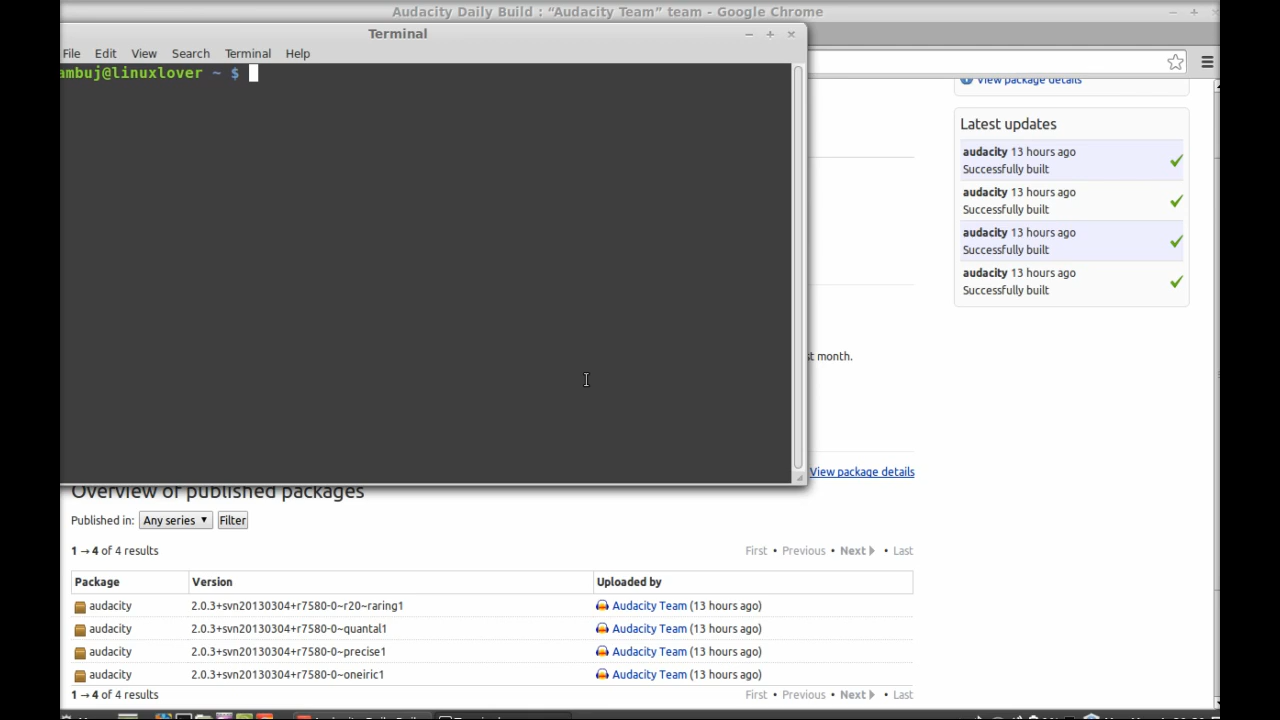 Audacity Daily Build : “Audacity Team” team - Google Chrome
Terminal
File Edit View Search Terminal Help
ambuj@linuxlover ~ $
View package details
Latest updates
audacity 13 hours ago
Successfully built
audacity 13 hours ago
Successfully built
audacity 13 hours ago
Successfully built
audacity 13 hours ago
Successfully built
st month.
View package details
Overview of published packages
Published in: Any series Filter
1 → 4 of 4 results
First • Previous • Next • Last
Package Version Uploaded by
audacity 2.0.3+svn20130304+r7580-0~r20~raring1 Audacity Team (13 hours ago)
audacity 2.0.3+svn20130304+r7580-0~quantal1 Audacity Team (13 hours ago)
audacity 2.0.3+svn20130304+r7580-0~precise1 Audacity Team (13 hours ago)
audacity 2.0.3+svn20130304+r7580-0~oneiric1 Audacity Team (13 hours ago)
1 → 4 of 4 results
First • Previous • Next • Last